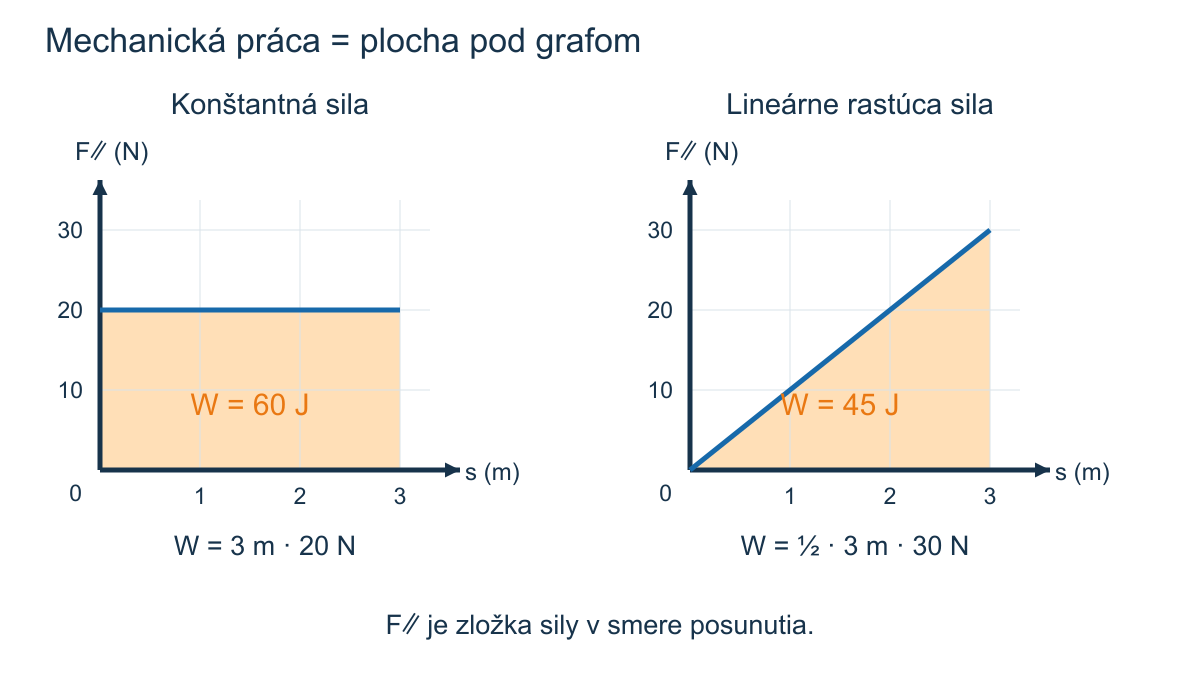 Mechanická práca = plocha pod grafom
Konštantná sila
F⫽ (N)
30
20
10
0
1 2 3
s (m)
W = 60 J
W = 3 m · 20 N
Lineárne rastúca sila
F⫽ (N)
30
20
10
0
1 2 3
s (m)
W = 45 J
W = ½ · 3 m · 30 N
F⫽ je zložka sily v smere posunutia.